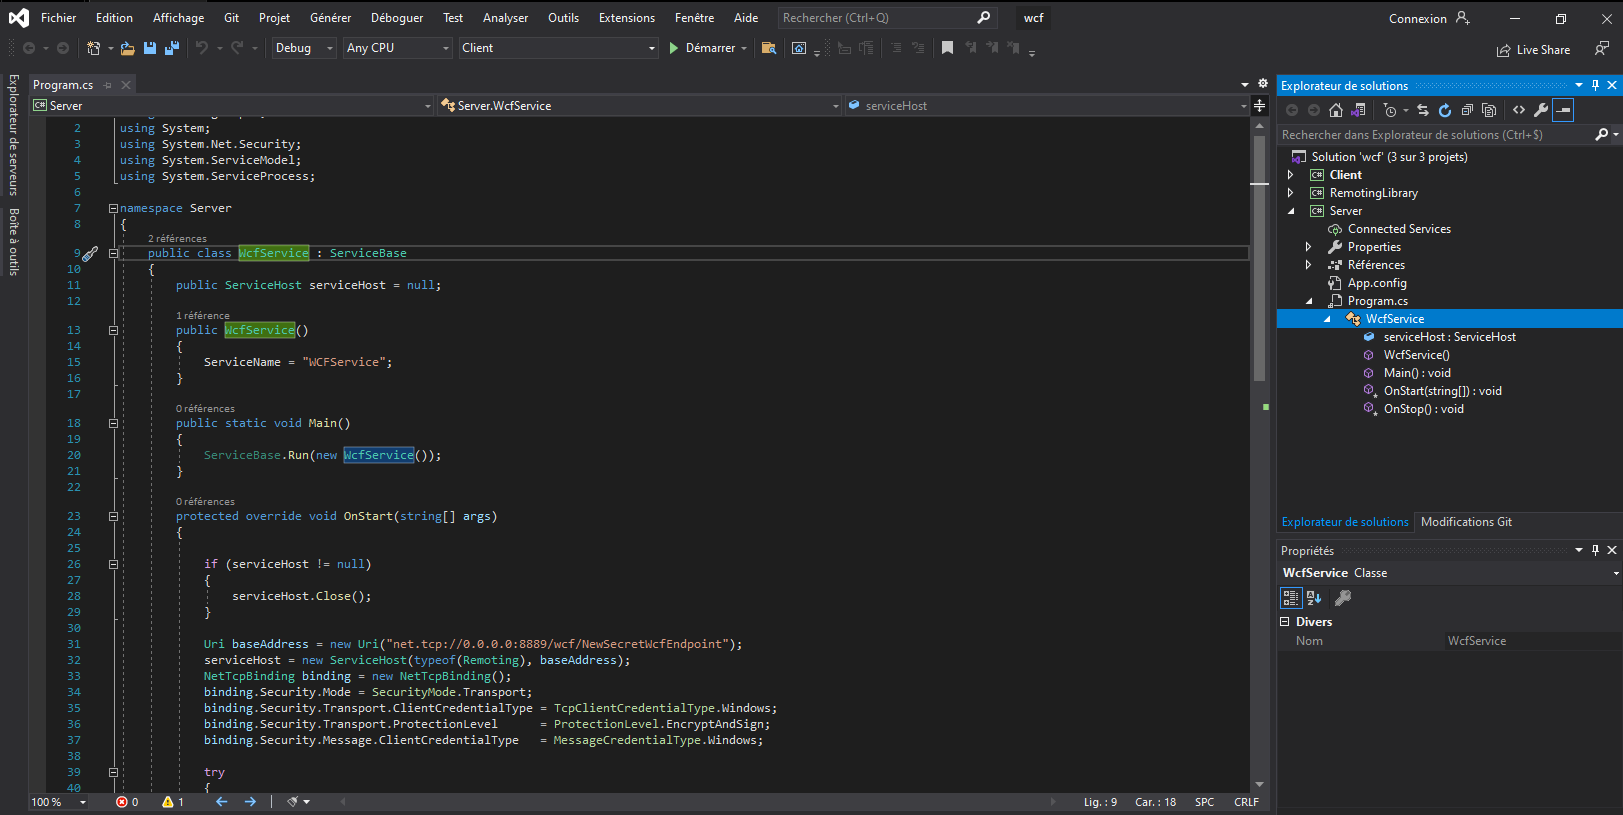 Fichier Edition Affichage Git Projet Générer Déboguer Test Analyser Outils Extensions Fenêtre Aide Rechercher (Ctrl+Q) wcf Connexion
Debug Any CPU Client Démarrer Live Share
Explorateur de serveurs
Boîte à outils
Program.cs
Server Server.WcfService serviceHost
2 using System;
3 using System.Net.Security;
4 using System.ServiceModel;
5 using System.ServiceProcess;
6
7 namespace Server
8 {
2 références
9 public class WcfService : ServiceBase
10 {
11 public ServiceHost serviceHost = null;
12
1 référence
13 public WcfService()
14 {
15 ServiceName = "WCFService";
16 }
17
0 références
18 public static void Main()
19 {
20 ServiceBase.Run(new WcfService());
21 }
22
0 références
23 protected override void OnStart(string[] args)
24 {
25
26 if (serviceHost != null)
27 {
28 serviceHost.Close();
29 }
30
31 Uri baseAddress = new Uri("net.tcp://0.0.0.0:8889/wcf/NewSecretWcfEndpoint");
32 serviceHost = new ServiceHost(typeof(Remoting), baseAddress);
33 NetTcpBinding binding = new NetTcpBinding();
34 binding.Security.Mode = SecurityMode.Transport;
35 binding.Security.Transport.ClientCredentialType = TcpClientCredentialType.Windows;
36 binding.Security.Transport.ProtectionLevel = ProtectionLevel.EncryptAndSign;
37 binding.Security.Message.ClientCredentialType = MessageCredentialType.Windows;
38
39 try
40 {
100 % 0 1 Lig. : 9 Car. : 18 SPC CRLF
Explorateur de solutions
Rechercher dans Explorateur de solutions (Ctrl+$)
Solution 'wcf' (3 sur 3 projets)
C# Client
C# RemotingLibrary
C# Server
Connected Services
Properties
Références
App.config
Program.cs
WcfService
serviceHost : ServiceHost
WcfService()
Main() : void
OnStart(string[]) : void
OnStop() : void
Explorateur de solutions Modifications Git
Propriétés
WcfService Classe
Divers
Nom WcfService